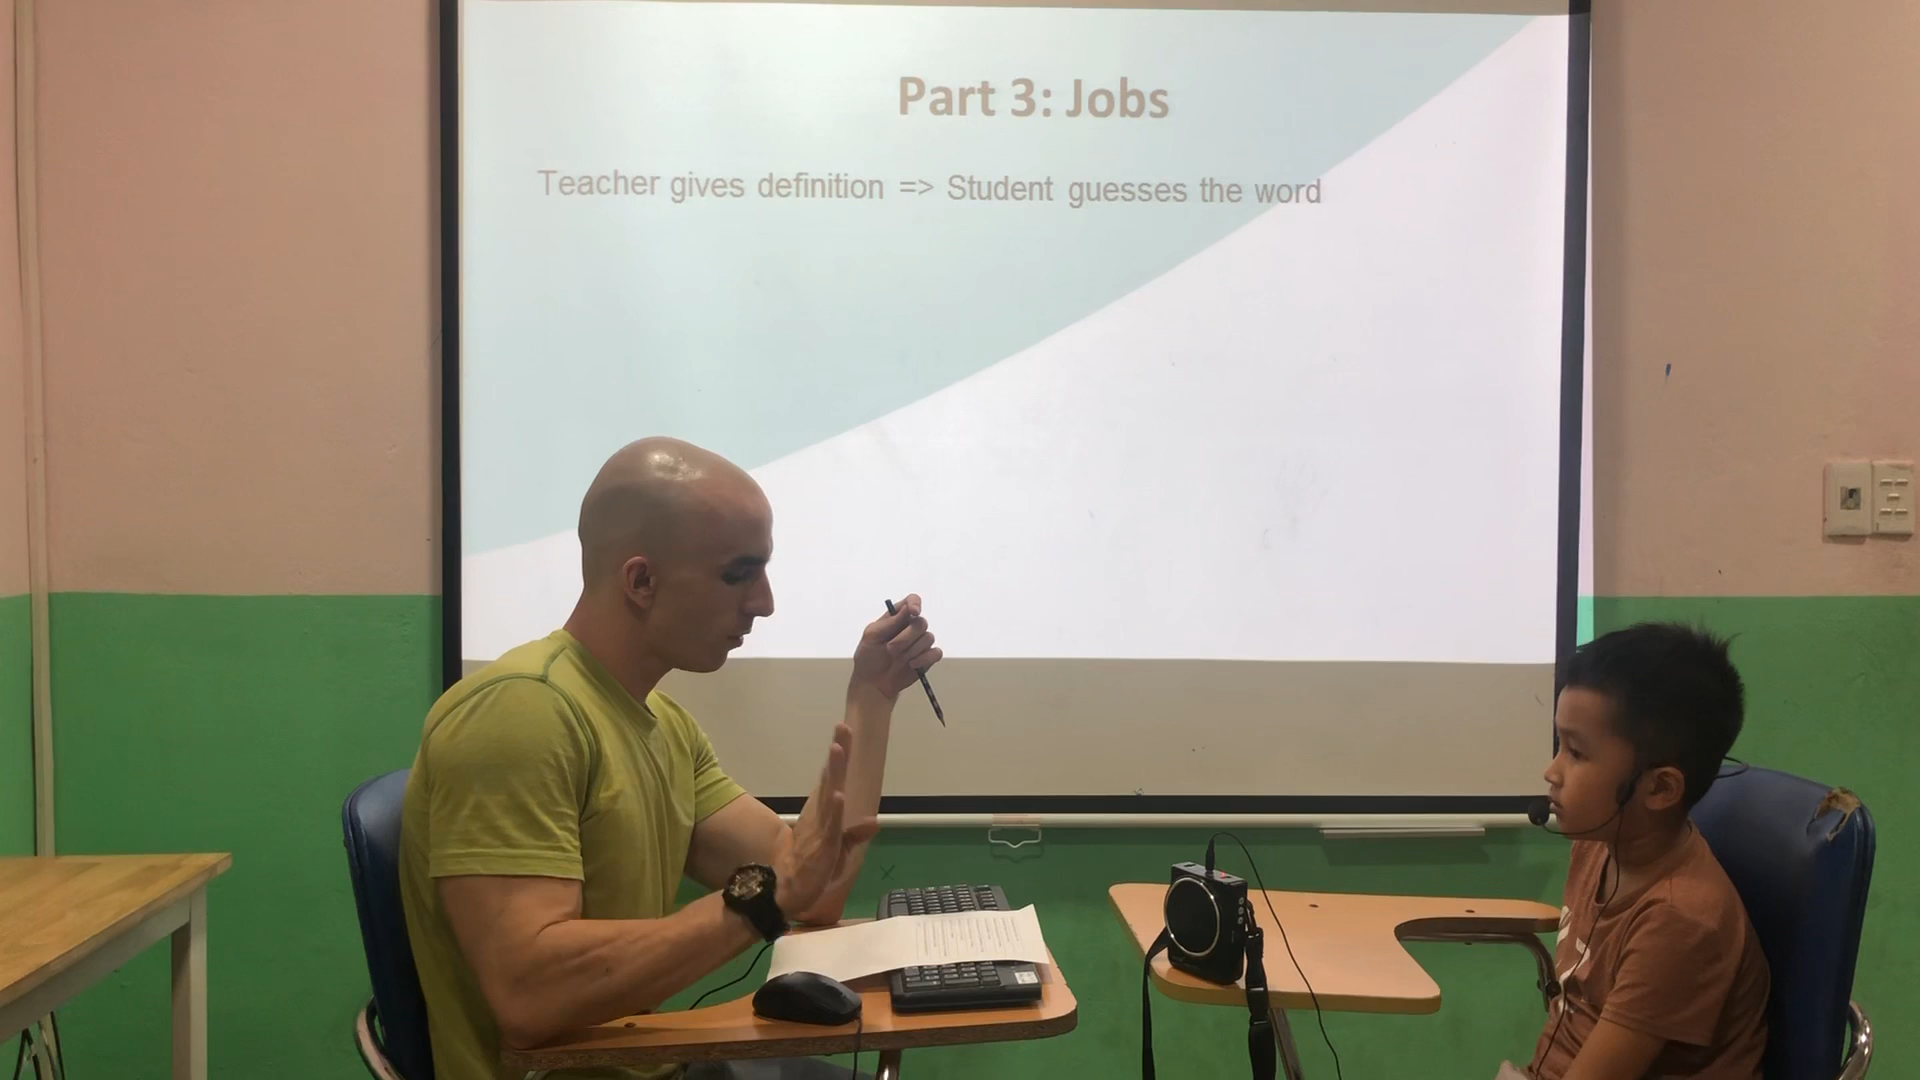 Part 3: Jobs
Teacher gives definition => Student guesses the word